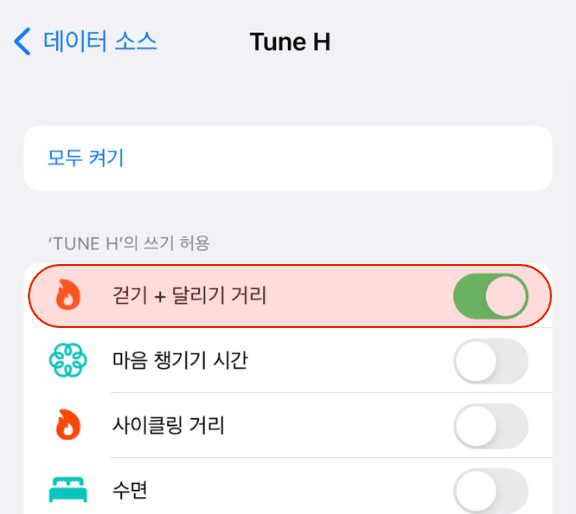 데이터 소스
Tune H
모두 켜기
'TUNE H'의 쓰기 허용
걷기 + 달리기 거리
마음 챙기기 시간
사이클링 거리
수면